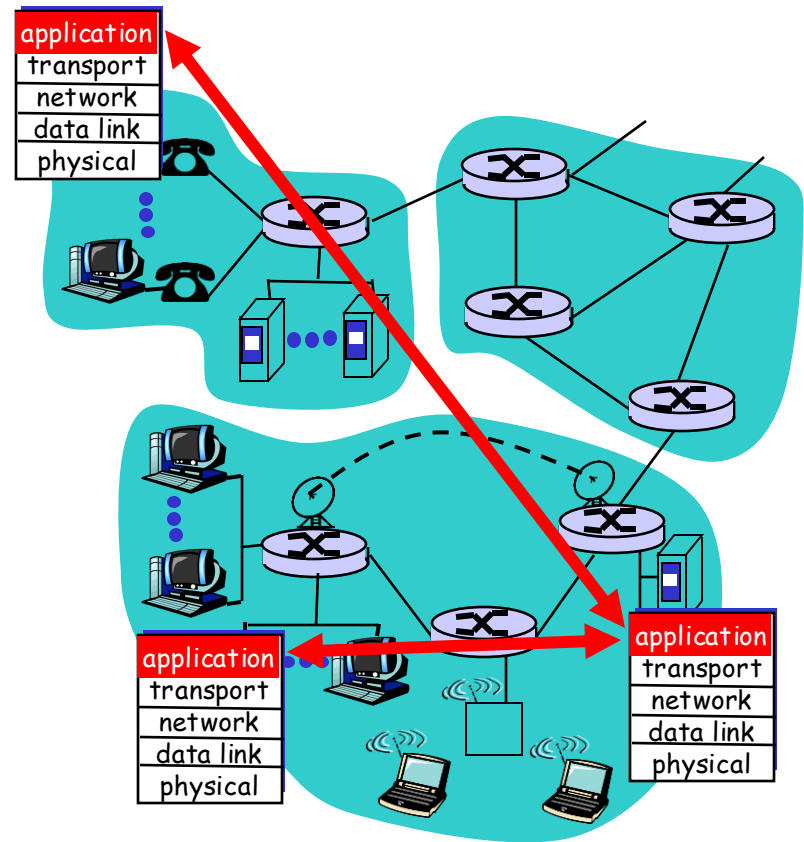 application
transport
network
data link
physical
application
transport
network
data link
physical
application
transport
network
data link
physical